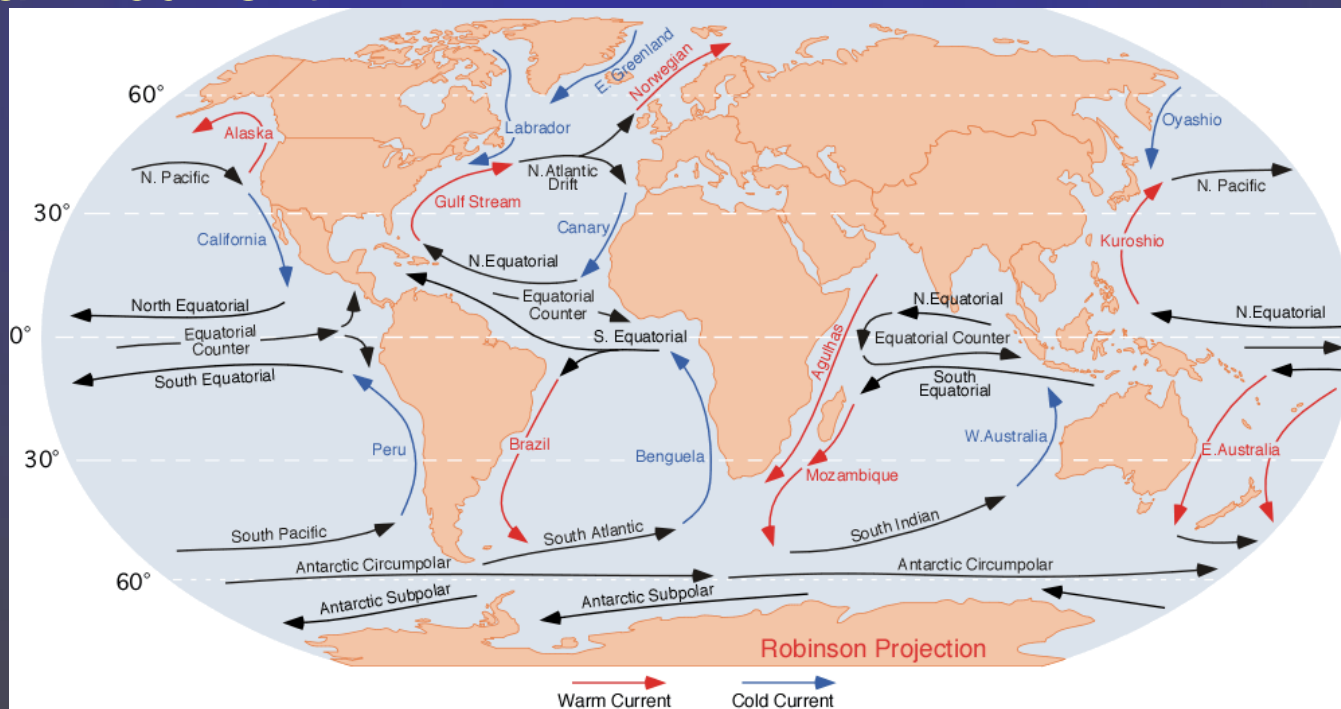 E. Greenland
Norwegian
60°
Labrador
Alaska
Oyashio
N. Pacific
N.Atlantic
Drift
N. Pacific
Gulf Stream
30°
California
Canary
Kuroshio
N.Equatorial
North Equatorial
Equatorial
Counter
N.Equatorial
N.Equatorial
0°
Equatorial
Counter
S. Equatorial
Equatorial Counter
Agulhas
South Equatorial
South
Equatorial
Peru
Brazil
Benguela
W.Australia
E.Australia
30°
Mozambique
South Pacific
South Atlantic
South Indian
Antarctic Circumpolar
Antarctic Circumpolar
60°
Antarctic Subpolar
Antarctic Subpolar
Robinson Projection
Warm Current
Cold Current